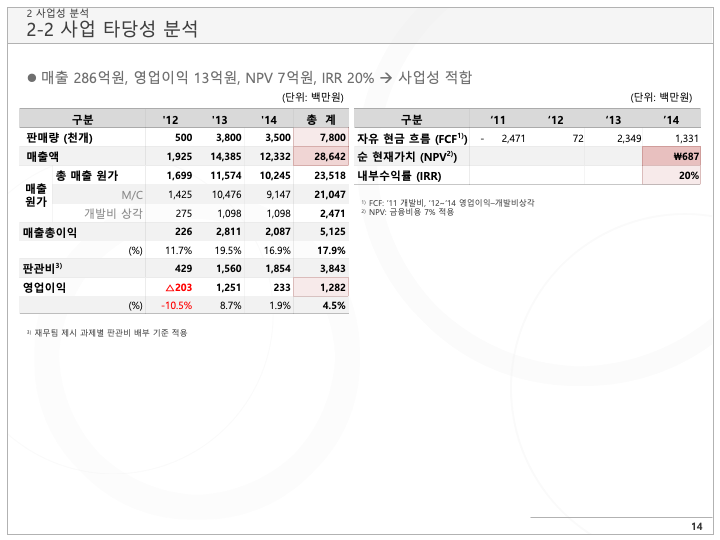 2 사업성 분석
2-2 사업 타당성 분석
● 매출 286억원, 영업이익 13억원, NPV 7억원, IRR 20% → 사업성 적합
(단위: 백만원)
구분 '12 '13 '14 총 계
판매량 (천개) 500 3,800 3,500 7,800
매출액 1,925 14,385 12,332 28,642
매출 원가 총 매출 원가 1,699 11,574 10,245 23,518
M/C 1,425 10,476 9,147 21,047
개발비 상각 275 1,098 1,098 2,471
매출총이익 226 2,811 2,087 5,125
(%) 11.7% 19.5% 16.9% 17.9%
판관비3) 429 1,560 1,854 3,843
영업이익 △203 1,251 233 1,282
(%) -10.5% 8.7% 1.9% 4.5%
3) 재무팀 제시 과제별 판관비 배부 기준 적용
(단위: 백만원)
구분 '11 '12 '13 '14
자유 현금 흐름 (FCF1)) - 2,471 72 2,349 1,331
순 현재가치 (NPV2)) ₩687
내부수익률 (IRR) 20%
1) FCF: '11 개발비, '12~'14 영업이익-개발비상각
2) NPV: 금융비용 7% 적용
14